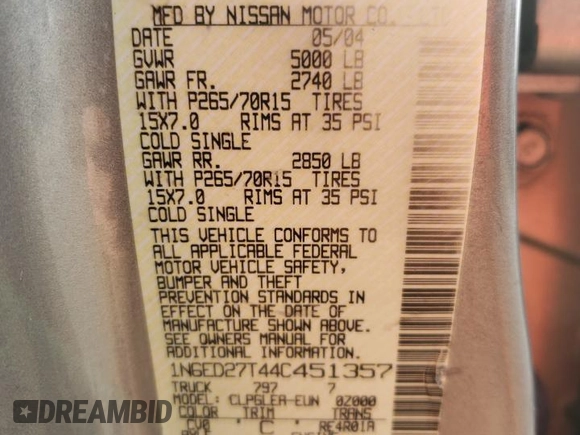 MFD BY NISSAN MOTOR CO.
DATE 05/04
GVWR 5000 LB
GAWR FR. 2740 LB
WITH P265/70R15 TIRES
15X7.0 RIMS AT 35 PSI
COLD SINGLE
GAWR RR. 2850 LB
WITH P265/70R15 TIRES
15X7.0 RIMS AT 35 PSI
COLD SINGLE
THIS VEHICLE CONFORMS TO
ALL APPLICABLE FEDERAL
MOTOR VEHICLE SAFETY,
BUMPER AND THEFT
PREVENTION STANDARDS IN
EFFECT ON THE DATE OF
MANUFACTURE SHOWN ABOVE.
SEE OWNERS MANUAL FOR
ADDITIONAL INFORMATION
1N6ED27T44C451357
TRUCK 797 7
MODEL: CLPGLEA-EUN 0Z000
COLOR TRIM TRANS
CV0 C RE4R01A
DREAMBID